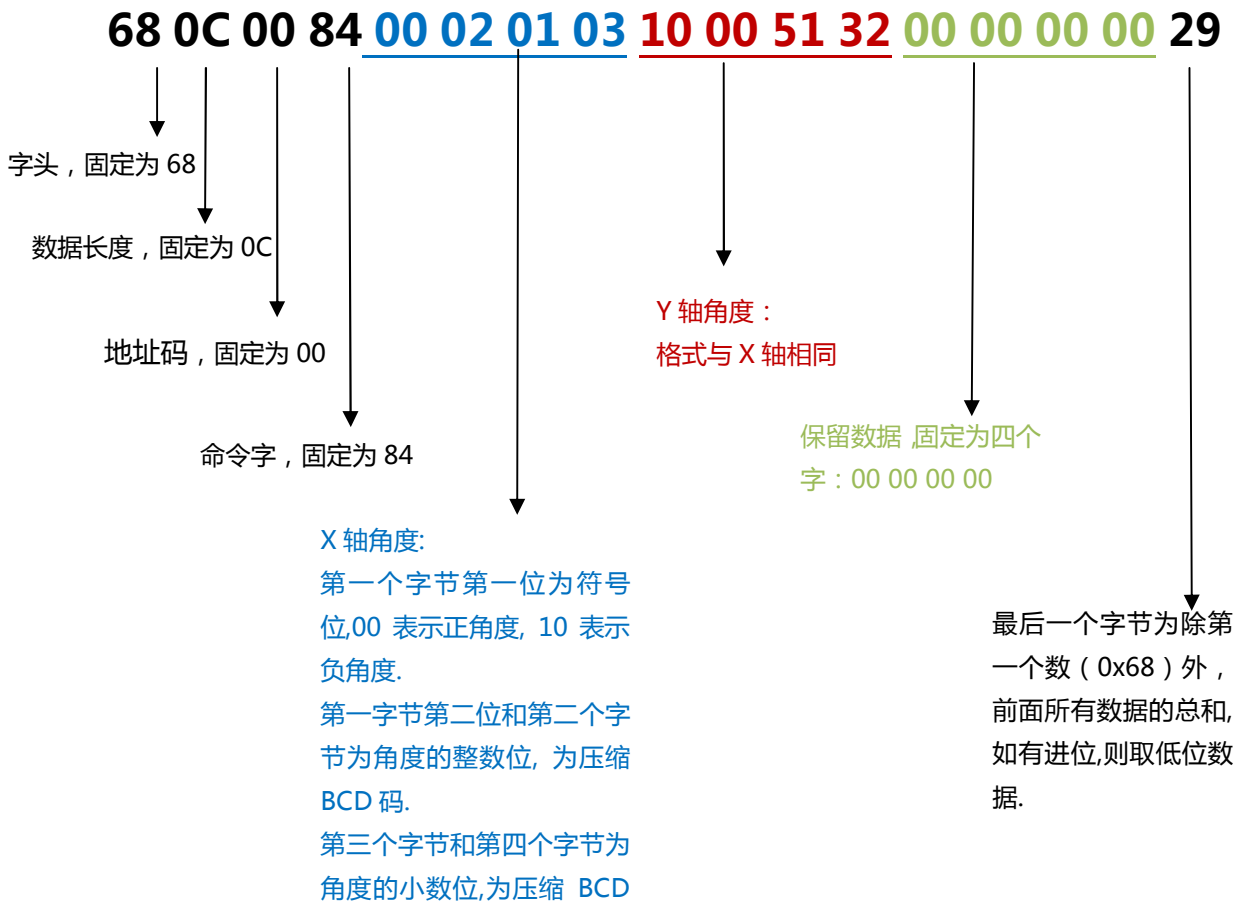 68 0C 00 84 00 02 01 03 10 00 51 32 00 00 00 00 29
字头，固定为 68
数据长度，固定为 0C
地址码，固定为 00
命令字，固定为 84
X 轴角度:
第一个字节第一位为符号
位,00 表示正角度, 10 表示
负角度.
第一字节第二位和第二个字
节为角度的整数位, 为压缩
BCD 码.
第三个字节和第四个字节为
角度的小数位,为压缩 BCD
Y 轴角度：
格式与 X 轴相同
保留数据 ,固定为四个
字：00 00 00 00
最后一个字节为除第
一个数（0x68）外，
前面所有数据的总和,
如有进位,则取低位数
据.